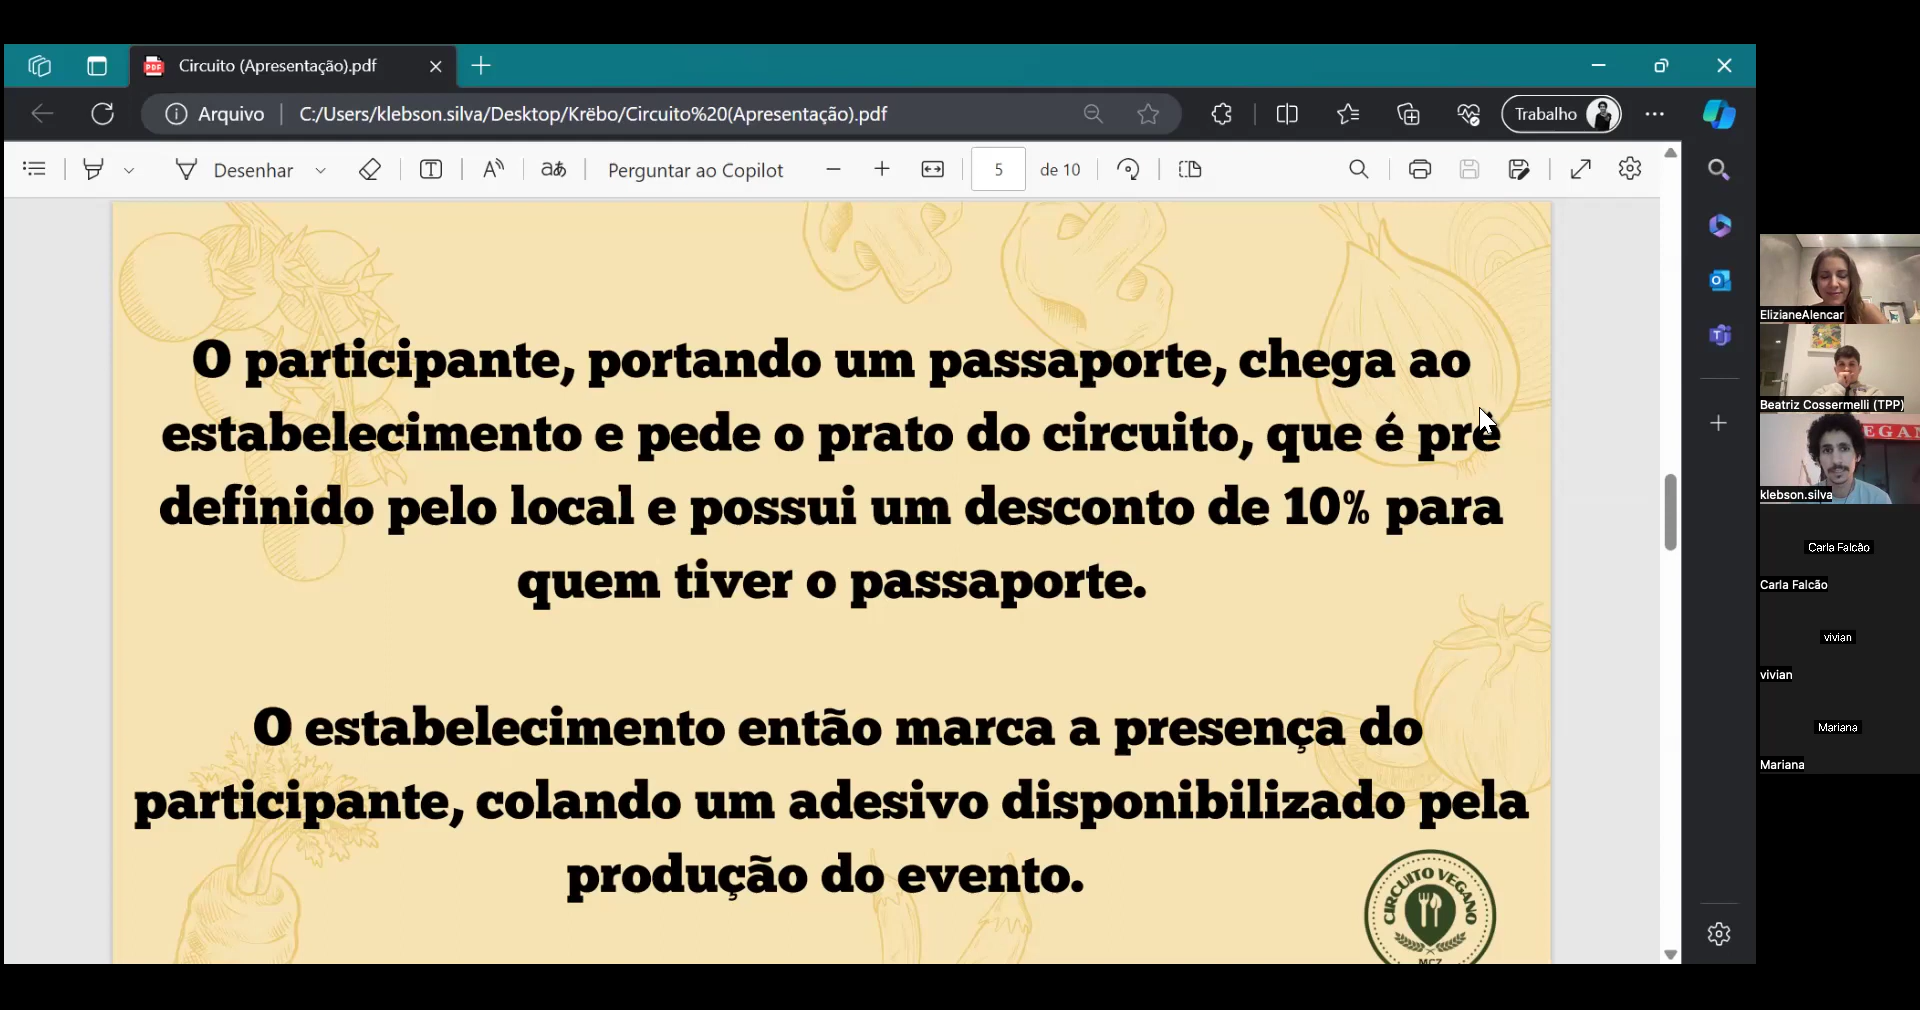 Circuito (Apresentação).pdf
Arquivo
C:/Users/klebson.silva/Desktop/Krëbo/Circuito%20(Apresentação).pdf
Trabalho
Desenhar
Perguntar ao Copilot
5
de 10
O participante, portando um passaporte, chega ao
estabelecimento e pede o prato do circuito, que é pré
definido pelo local e possui um desconto de 10% para
quem tiver o passaporte.
O estabelecimento então marca a presença do
participante, colando um adesivo disponibilizado pela
produção do evento.
CIRCUITO VEGANO
MCZ
ElizianeAlencar
Beatriz Cossermelli (TPP)
EGAN
klebson.silva
Carla Falcão
Carla Falcão
vivian
vivian
Mariana
Mariana